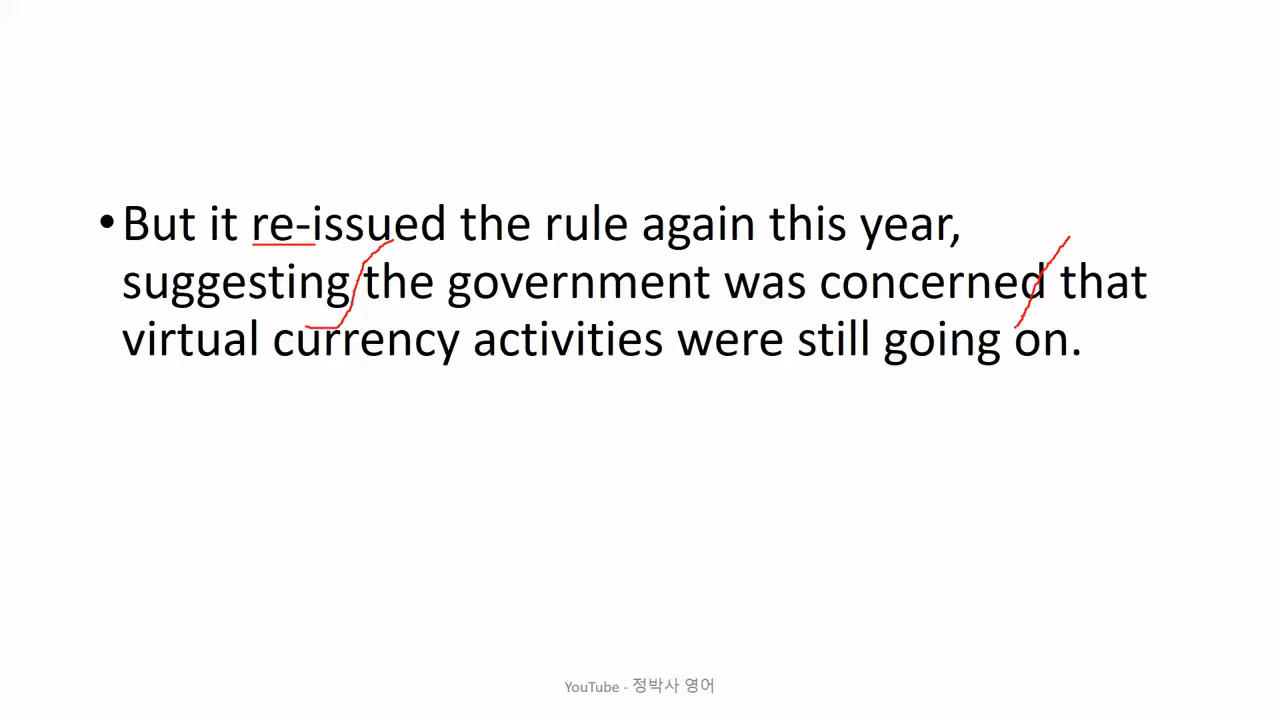 •But it re-issued the rule again this year,
suggesting the government was concerned that
virtual currency activities were still going on.
YouTube - 정박사 영어